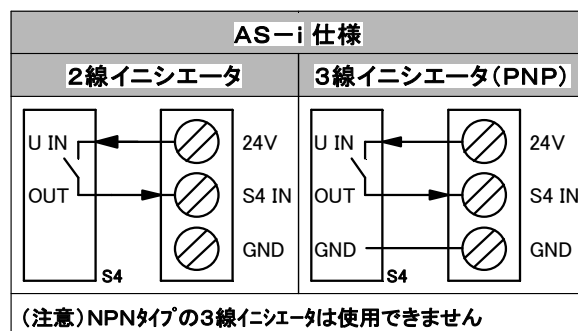 AS－i 仕様
2線イニシエータ
3線イニシエータ(PNP)
U IN
24V
OUT
S4 IN
GND
S4
U IN
24V
OUT
S4 IN
GND
GND
S4
(注意)NPNﾀｲﾌﾟの3線ｲﾆｼｴｰﾀは使用できません